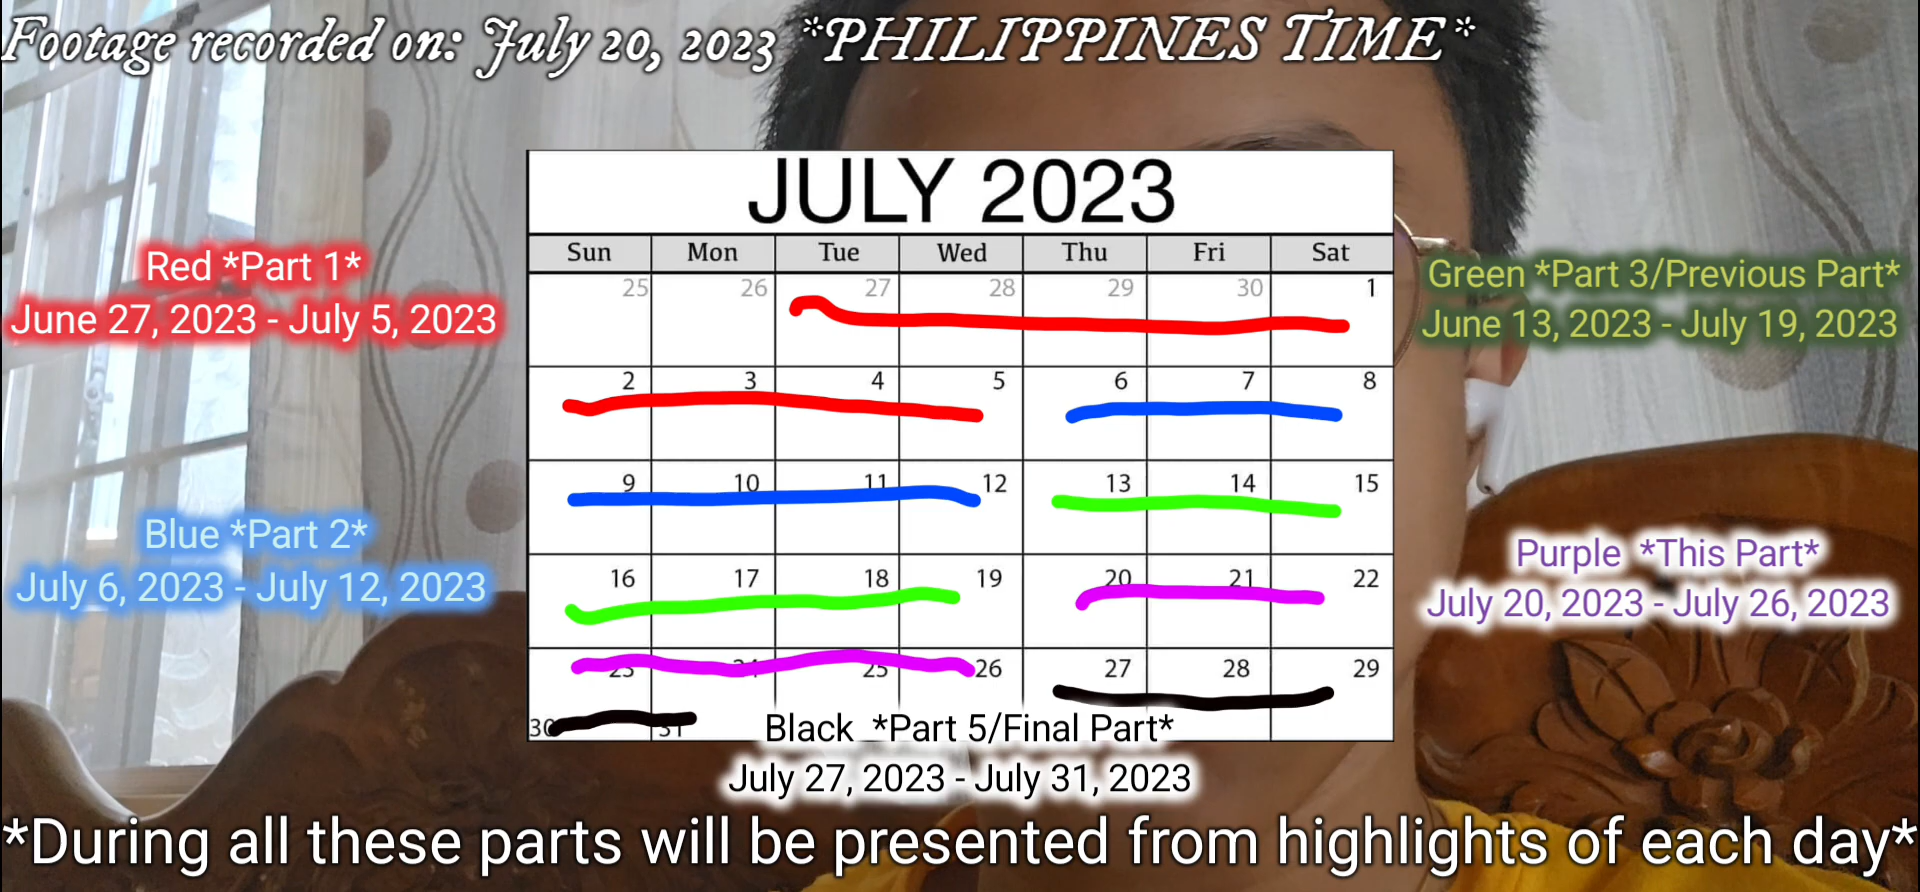 Footage recorded on: July 20, 2023 *PHILIPPINES TIME*
JULY 2023
Sun Mon Tue Wed Thu Fri Sat
25 26 27 28 29 30 1
2 3 4 5 6 7 8
9 10 11 12 13 14 15
16 17 18 19 20 21 22
23 24 25 26 27 28 29
30 31
Red *Part 1*
June 27, 2023 - July 5, 2023
Blue *Part 2*
July 6, 2023 - July 12, 2023
Green *Part 3/Previous Part*
June 13, 2023 - July 19, 2023
Purple *This Part*
July 20, 2023 - July 26, 2023
Black *Part 5/Final Part*
July 27, 2023 - July 31, 2023
*During all these parts will be presented from highlights of each day*